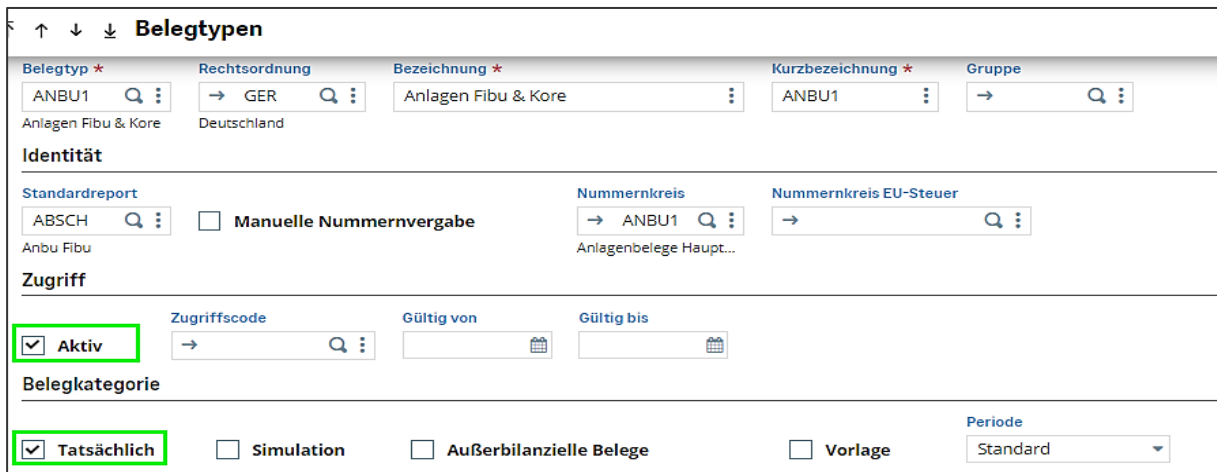 Belegtypen
Belegtyp * Rechtsordnung Bezeichnung * Kurzbezeichnung * Gruppe
ANBU1 GER Anlagen Fibu & Kore ANBU1
Anlagen Fibu & Kore Deutschland
Identität
Standardreport Nummernkreis Nummernkreis EU-Steuer
ABSCH Manuelle Nummernvergabe ANBU1
Anbu Fibu Anlagenbelege Haupt...
Zugriff
Zugriffscode Gültig von Gültig bis
Aktiv
Belegkategorie
Periode
Tatsächlich Simulation Außerbilanzielle Belege Vorlage Standard